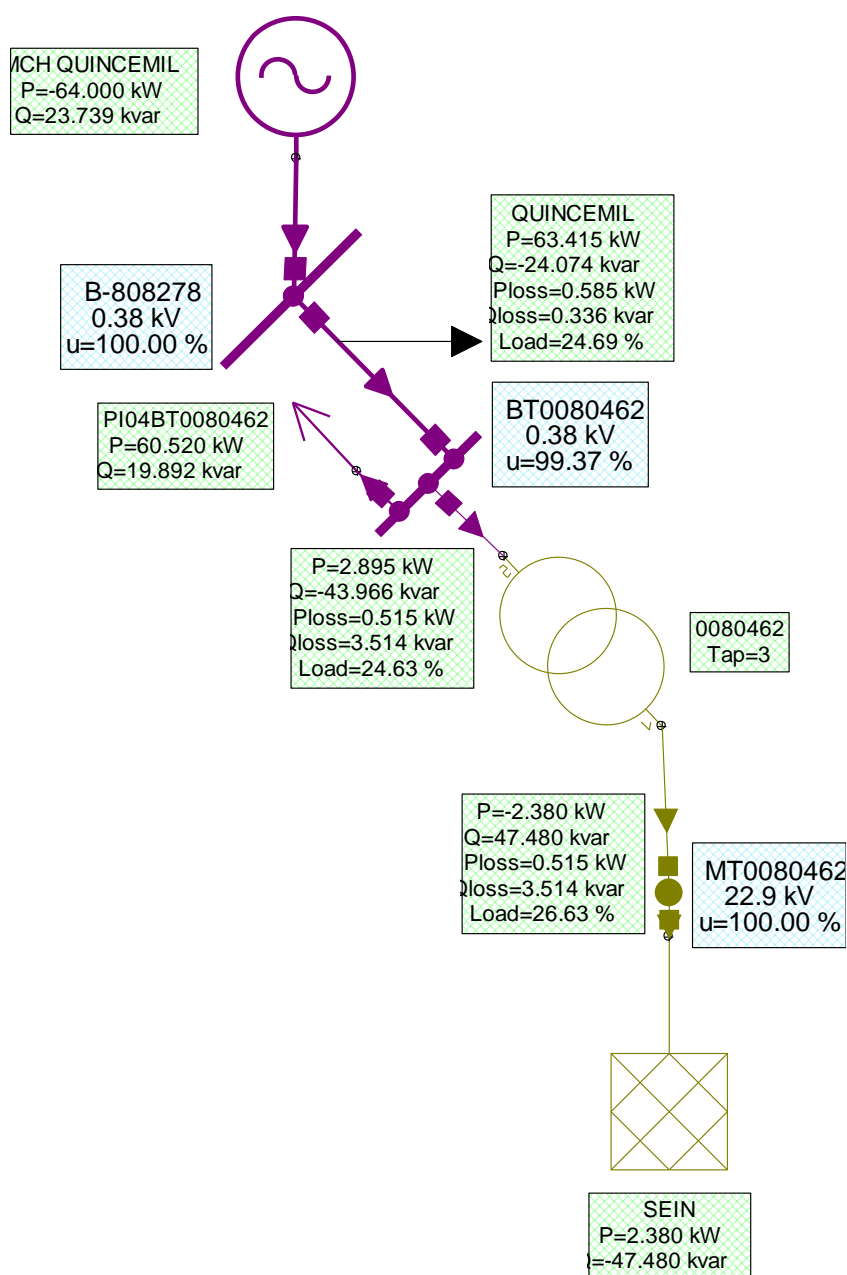 MCH QUINCEMIL
P=-64.000 kW
Q=23.739 kvar
QUINCEMIL
P=63.415 kW
Q=-24.074 kvar
Ploss=0.585 kW
Qloss=0.336 kvar
Load=24.69 %
B-808278
0.38 kV
u=100.00 %
BT0080462
0.38 kV
u=99.37 %
PI04BT0080462
P=60.520 kW
Q=19.892 kvar
P=2.895 kW
Q=-43.966 kvar
Ploss=0.515 kW
Qloss=3.514 kvar
Load=24.63 %
2
0080462
Tap=3
1
P=-2.380 kW
Q=47.480 kvar
Ploss=0.515 kW
Qloss=3.514 kvar
Load=26.63 %
MT0080462
22.9 kV
u=100.00 %
SEIN
P=2.380 kW
Q=-47.480 kvar